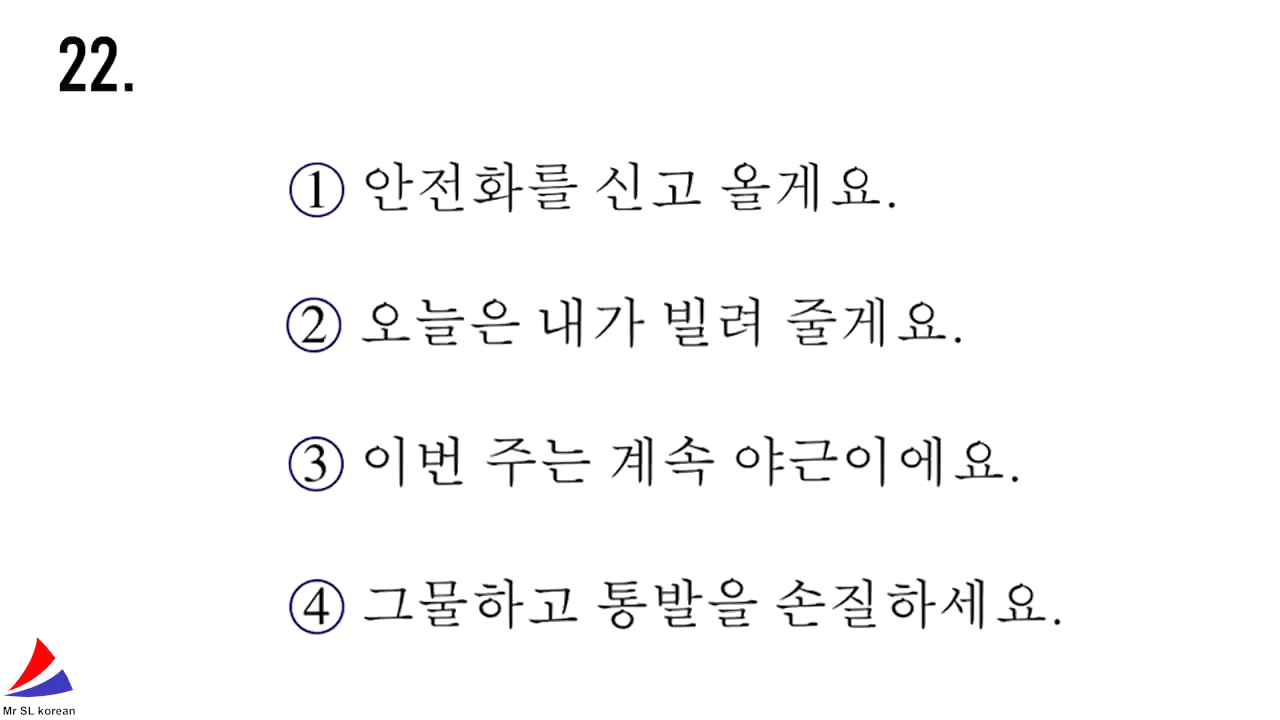 22.
① 안전화를 신고 올게요.
② 오늘은 내가 빌려 줄게요.
③ 이번 주는 계속 야근이에요.
④ 그물하고 통발을 손질하세요.
Mr SL korean